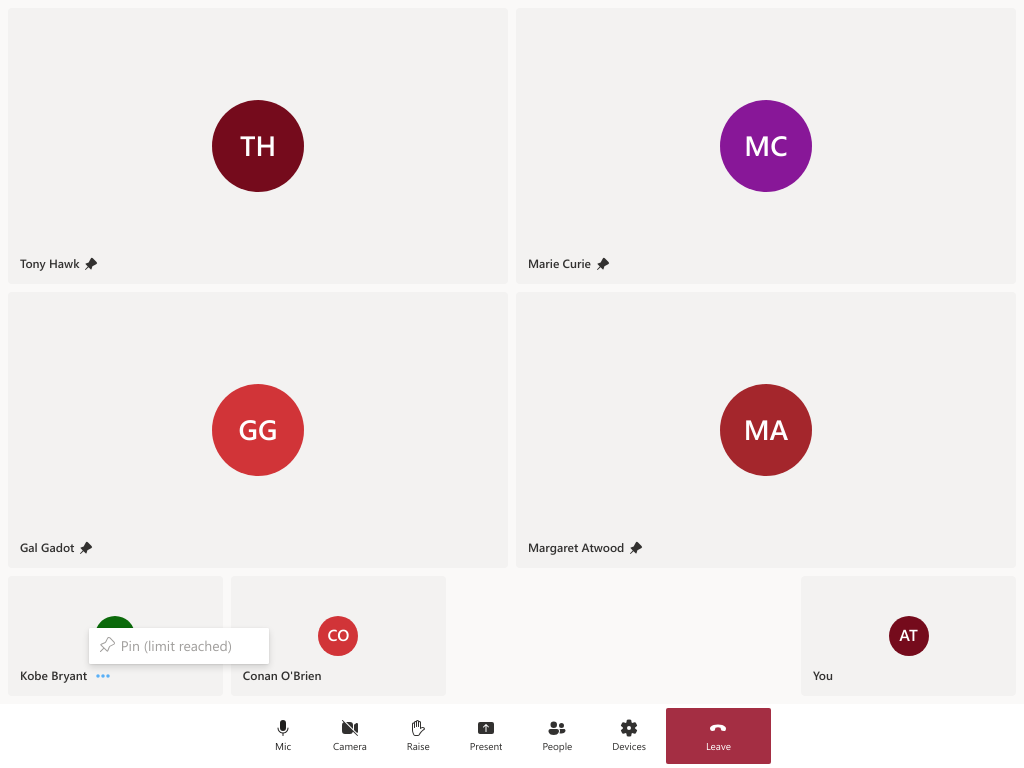 TH
MC
Tony Hawk
Marie Curie
GG
MA
Gal Gadot
Margaret Atwood
CO
AT
Pin (limit reached)
Kobe Bryant
Conan O'Brien
You
Mic
Camera
Raise
Present
People
Devices
Leave